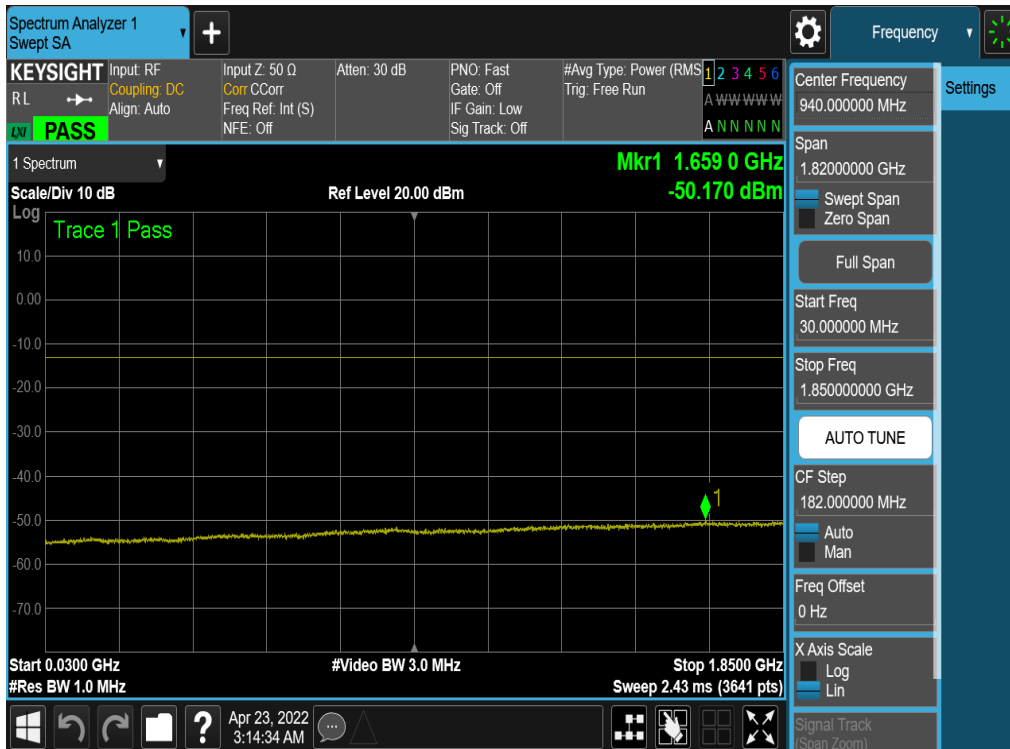 Spectrum Analyzer 1
Swept SA
+
Frequency
KEYSIGHT
Input: RF
Coupling: DC
Align: Auto
Input Z: 50 Ω
Corr CCorr
Freq Ref: Int (S)
NFE: Off
Atten: 30 dB
PNO: Fast
Gate: Off
IF Gain: Low
Sig Track: Off
#Avg Type: Power (RMS
Trig: Free Run
1 2 3 4 5 6
A W W W W W
A N N N N N
R L
LXI PASS
1 Spectrum
Mkr1 1.659 0 GHz
-50.170 dBm
Scale/Div 10 dB
Ref Level 20.00 dBm
Log
Trace 1 Pass
10.0
0.00
-10.0
-20.0
-30.0
-40.0
1
-50.0
-60.0
-70.0
Start 0.0300 GHz
#Video BW 3.0 MHz
Stop 1.8500 GHz
#Res BW 1.0 MHz
Sweep 2.43 ms (3641 pts)
Center Frequency
940.000000 MHz
Settings
Span
1.82000000 GHz
Swept Span
Zero Span
Full Span
Start Freq
30.000000 MHz
Stop Freq
1.850000000 GHz
AUTO TUNE
CF Step
182.000000 MHz
Auto
Man
Freq Offset
0 Hz
X Axis Scale
Log
Lin
Signal Track
(Span Zoom)
?
Apr 23, 2022
3:14:34 AM